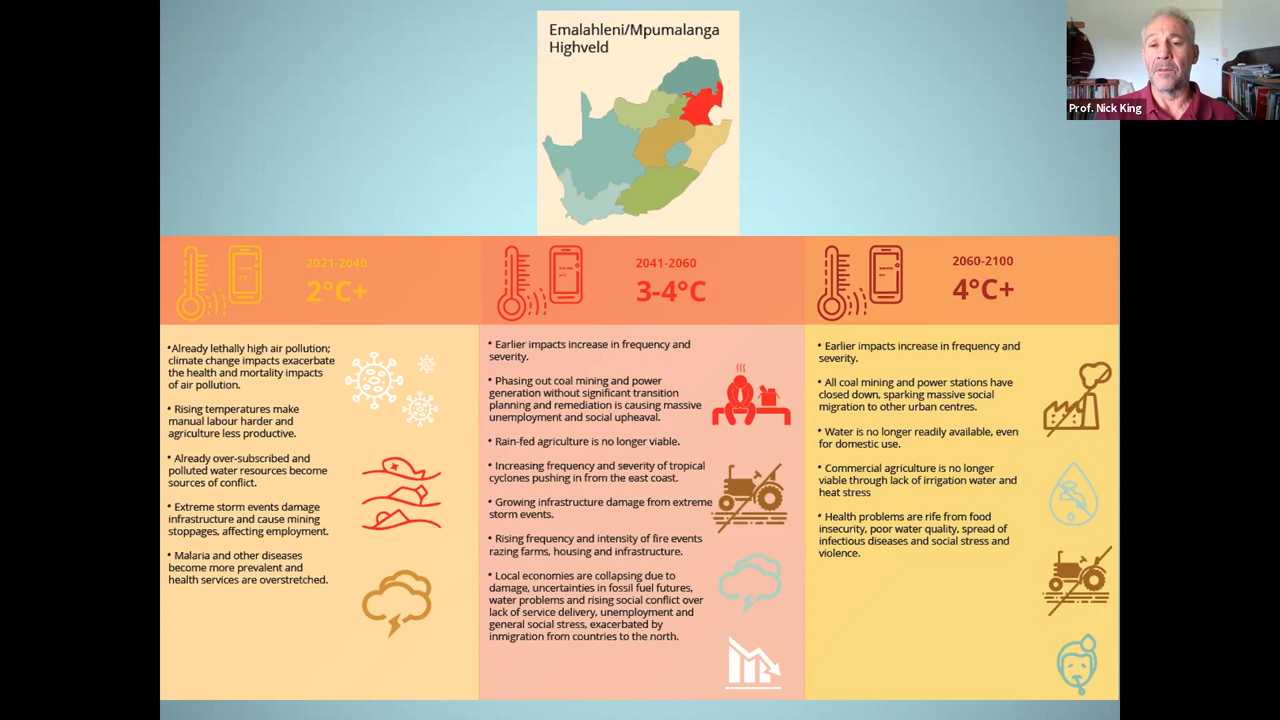 Emalahleni/Mpumalanga
Highveld
Prof. Nick King
2021-2040
2°C+
•Already lethally high air pollution;
climate change impacts exacerbate
the health and mortality impacts
of air pollution.
• Rising temperatures make
manual labour harder and
agriculture less productive.
• Already over-subscribed and
polluted water resources become
sources of conflict.
• Extreme storm events damage
infrastructure and cause mining
stoppages, affecting employment.
• Malaria and other diseases
become more prevalent and
health services are overstretched.
2041-2060
3-4°C
• Earlier impacts increase in frequency and
severity.
• Phasing out coal mining and power
generation without significant transition
planning and remediation is causing massive
unemployment and social upheaval.
• Rain-fed agriculture is no longer viable.
• Increasing frequency and severity of tropical
cyclones pushing in from the east coast.
• Growing infrastructure damage from extreme
storm events.
• Rising frequency and intensity of fire events
razing farms, housing and infrastructure.
• Local economies are collapsing due to
damage, uncertainties in fossil fuel futures,
water problems and rising social conflict over
lack of service delivery, unemployment and
general social stress, exacerbated by
inmigration from countries to the north.
2060-2100
4°C+
• Earlier impacts increase in frequency and
severity.
• All coal mining and power stations have
closed down, sparking massive social
migration to other urban centres.
• Water is no longer readily available, even
for domestic use.
• Commercial agriculture is no longer
viable through lack of irrigation water and
heat stress
• Health problems are rife from food
insecurity, poor water quality, spread of
infectious diseases and social stress and
violence.